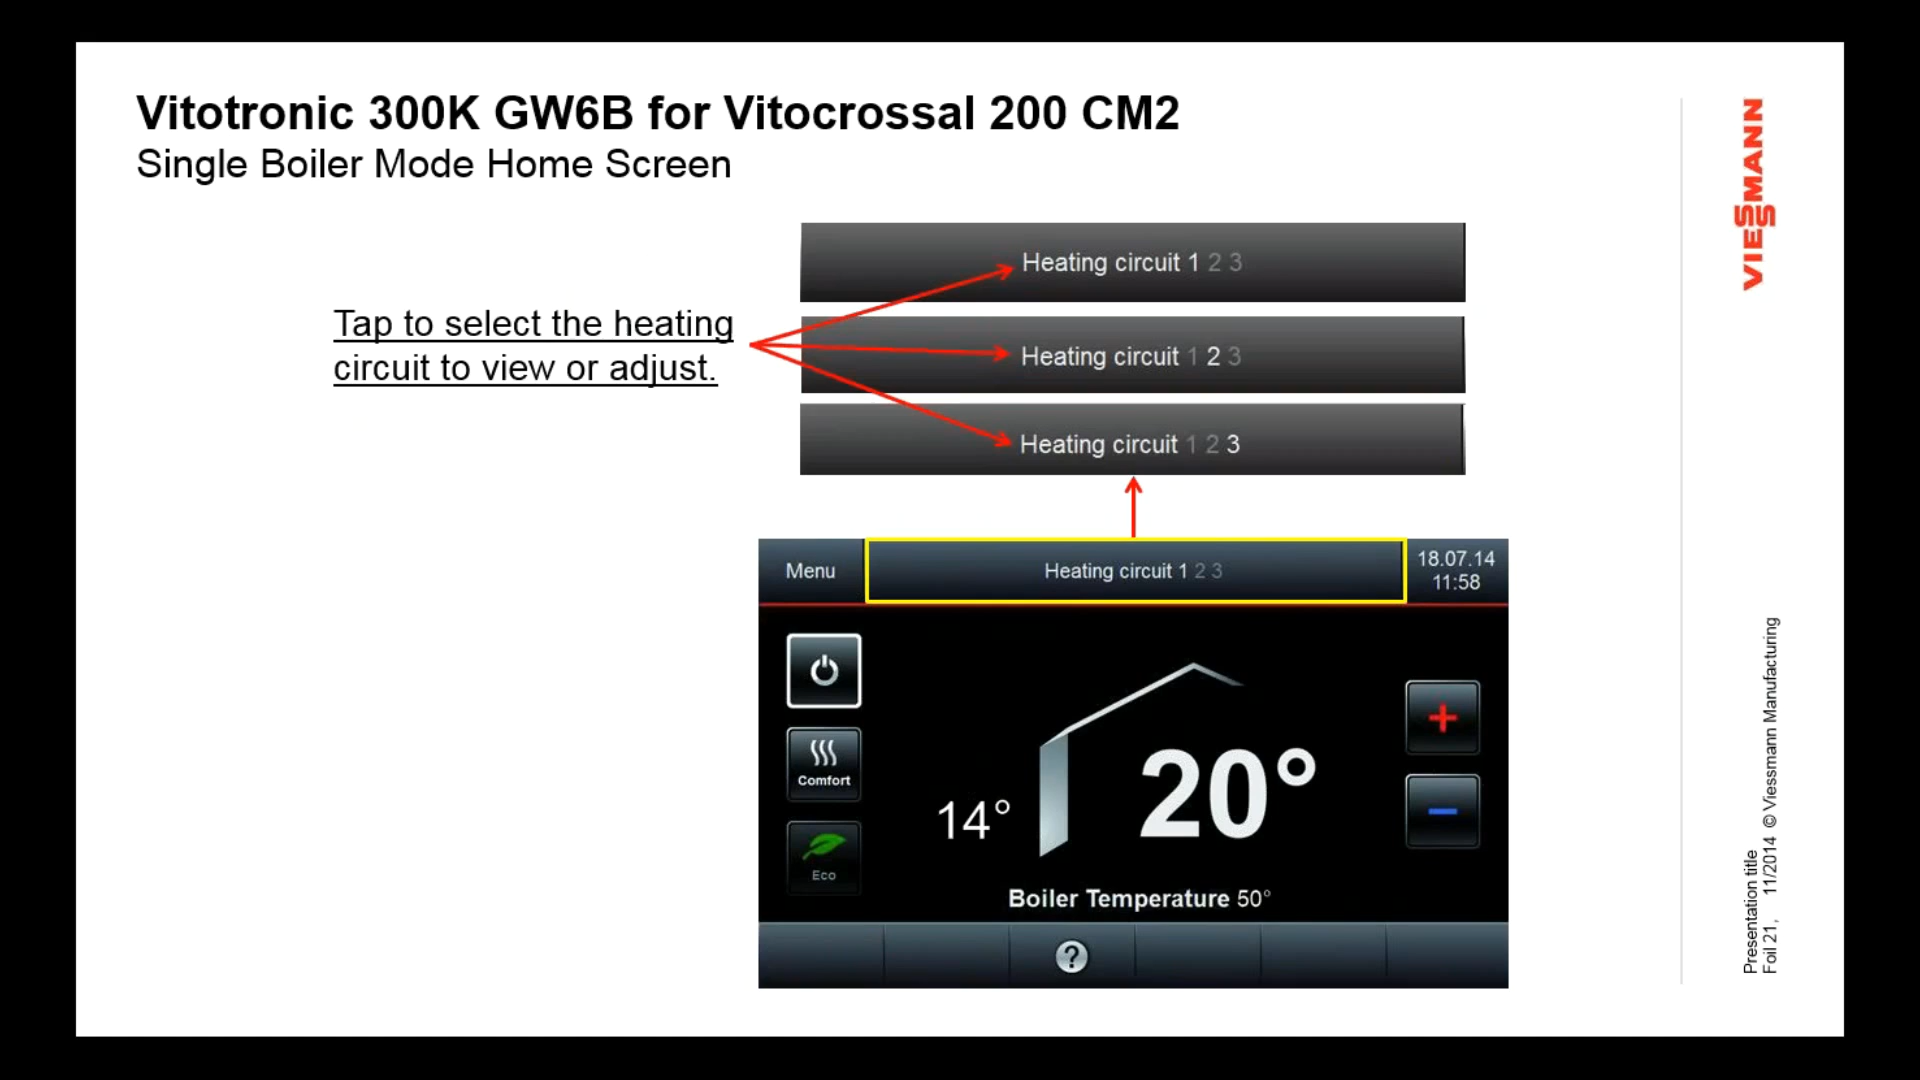 Vitotronic 300K GW6B for Vitocrossal 200 CM2
Single Boiler Mode Home Screen
VIESSMANN
Heating circuit 1 2 3
Tap to select the heating
circuit to view or adjust.
Heating circuit 1 2 3
Heating circuit 1 2 3
Menu
Heating circuit 1 2 3
18.07.14
11:58
Comfort
Eco
14°
20°
+
−
Boiler Temperature 50°
?
Presentation title
Foil 21, 11/2014 © Viessmann Manufacturing